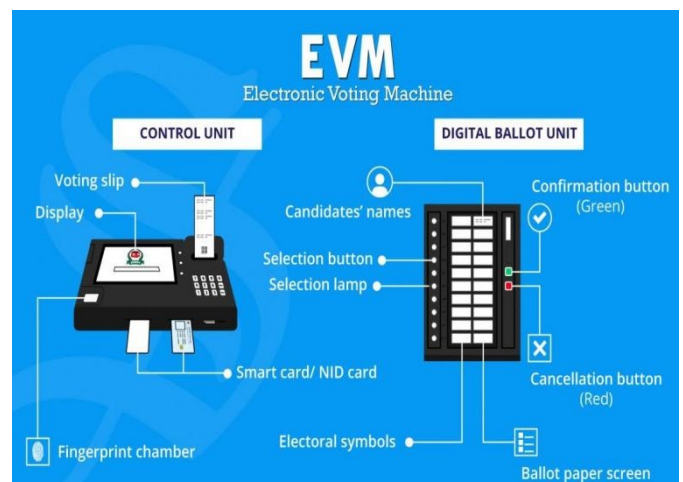 EVM
Electronic Voting Machine
CONTROL UNIT
Voting slip
Display
Smart card/ NID card
Fingerprint chamber
DIGITAL BALLOT UNIT
Candidates' names
Selection button
Selection lamp
Electoral symbols
Confirmation button
(Green)
Cancellation button
(Red)
Ballot paper screen